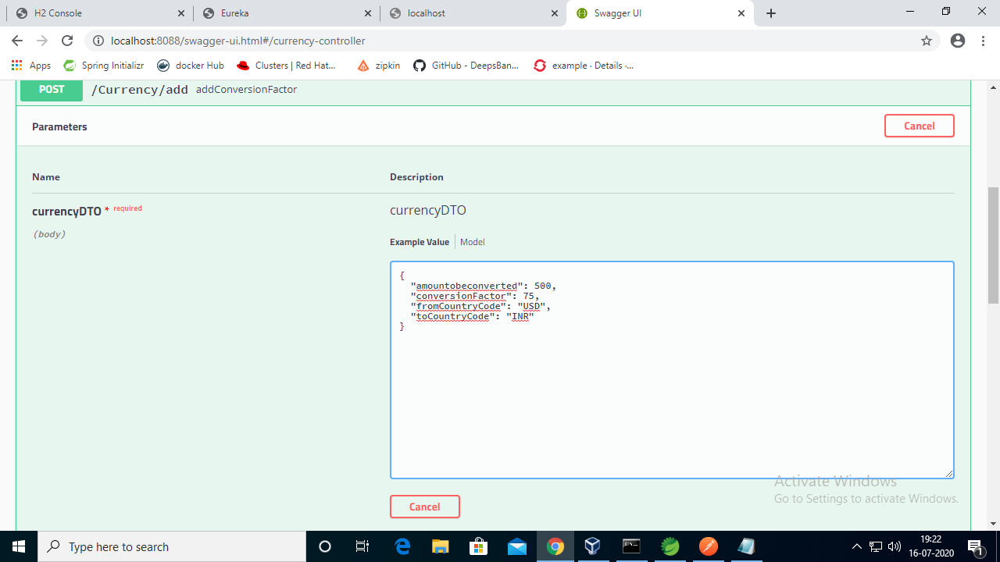 H2 Console
Eureka
localhost
Swagger UI
localhost:8088/swagger-ui.html#/currency-controller
Apps
Spring Initializr
docker Hub
Clusters | Red Hat...
zipkin
GitHub - DeepsBan...
example · Details ·...
POST /Currency/add addConversionFactor
Parameters
Cancel
Name
Description
currencyDTO * required
(body)
currencyDTO
Example Value
Model
{
"amountobeconverted": 500,
"conversionFactor": 75,
"fromCountryCode": "USD",
"toCountryCode": "INR"
}
Cancel
Activate Windows
Go to Settings to activate Windows.
Type here to search
19:22
16-07-2020
1